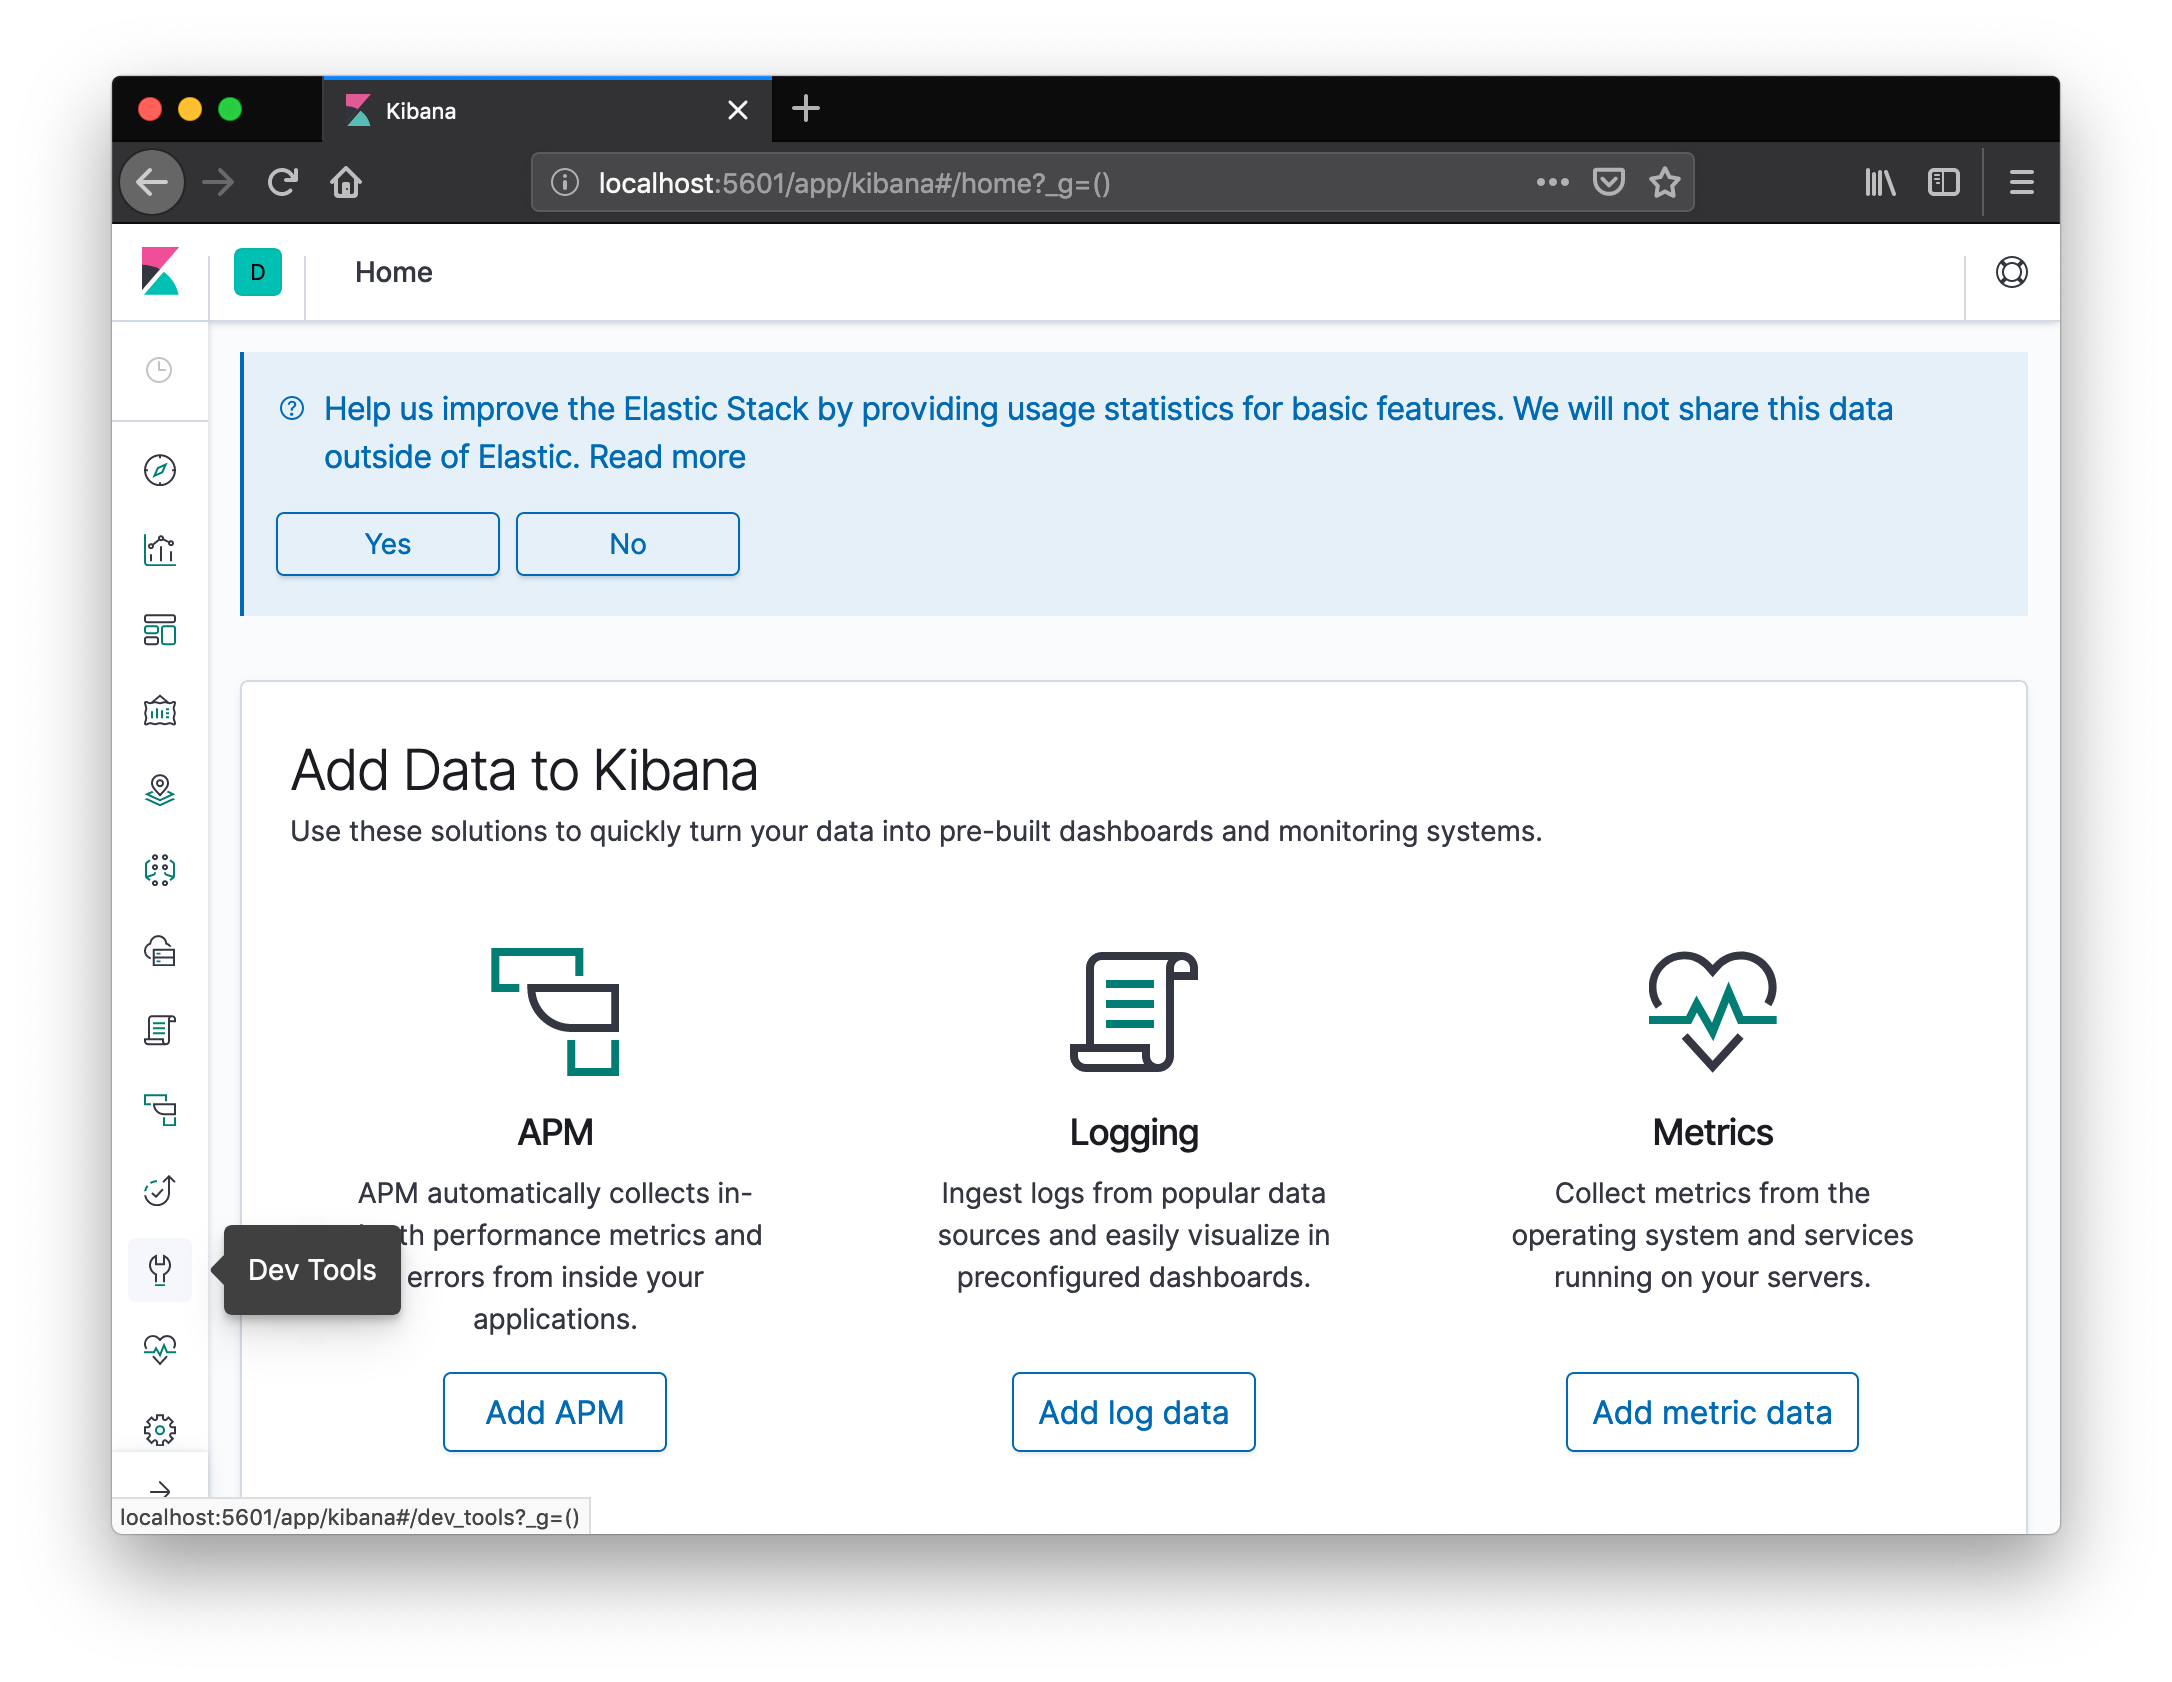 Kibana
localhost:5601/app/kibana#/home?_g=()
D
Home
Help us improve the Elastic Stack by providing usage statistics for basic features. We will not share this data
outside of Elastic. Read more
Yes
No
Add Data to Kibana
Use these solutions to quickly turn your data into pre-built dashboards and monitoring systems.
APM
APM automatically collects in-
th performance metrics and
errors from inside your
applications.
Add APM
Logging
Ingest logs from popular data
sources and easily visualize in
preconfigured dashboards.
Add log data
Metrics
Collect metrics from the
operating system and services
running on your servers.
Add metric data
Dev Tools
localhost:5601/app/kibana#/dev_tools?_g=()